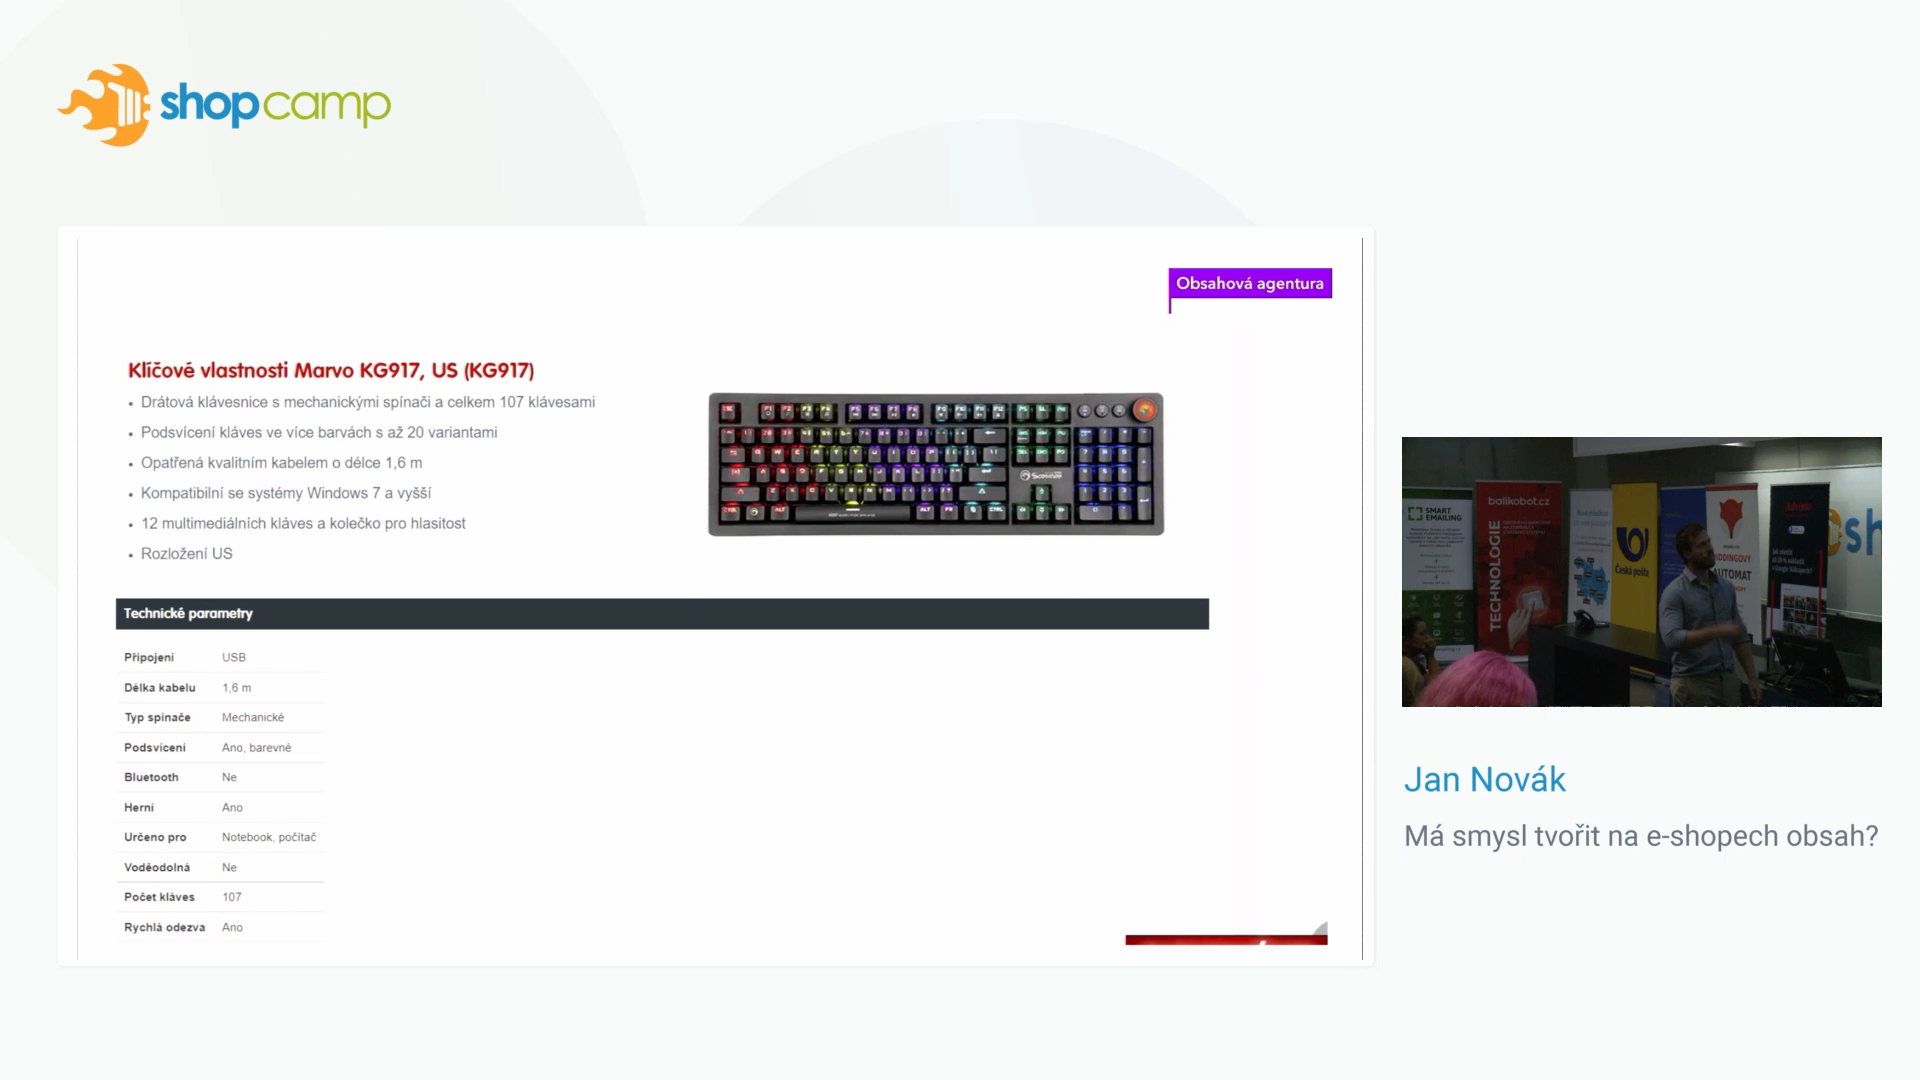 shopcamp
Obsahová agentura
Klíčové vlastnosti Marvo KG917, US (KG917)
• Drátová klávesnice s mechanickými spínači a celkem 107 klávesami
• Podsvícení kláves ve více barvách s až 20 variantami
• Opatřená kvalitním kabelem o délce 1,6 m
• Kompatibilní se systémy Windows 7 a vyšší
• 12 multimediálních kláves a kolečko pro hlasitost
• Rozložení US
Technické parametry
Připojení USB
Délka kabelu 1,6 m
Typ spínače Mechanické
Podsvícení Ano, barevné
Bluetooth Ne
Herní Ano
Určeno pro Notebook, počítač
Voděodolná Ne
Počet kláves 107
Rychlá odezva Ano
SMART
EMAILING
ballkobot.cz
TECHNOLOGIE
Česká pošta
AUTOMAT
sh
Jan Novák
Má smysl tvořit na e-shopech obsah?